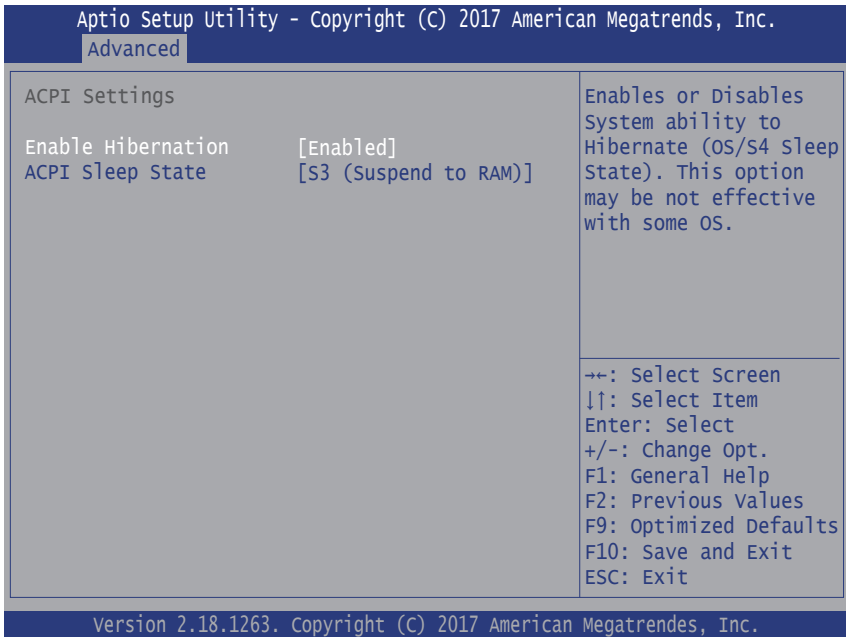 Aptio Setup Utility - Copyright (C) 2017 American Megatrends, Inc.
Advanced
ACPI Settings
Enable Hibernation [Enabled]
ACPI Sleep State [S3 (Suspend to RAM)]
Enables or Disables
System ability to
Hibernate (OS/S4 Sleep
State). This option
may be not effective
with some OS.
→←: Select Screen
↓↑: Select Item
Enter: Select
+/-: Change Opt.
F1: General Help
F2: Previous Values
F9: Optimized Defaults
F10: Save and Exit
ESC: Exit
Version 2.18.1263. Copyright (C) 2017 American Megatrendes, Inc.